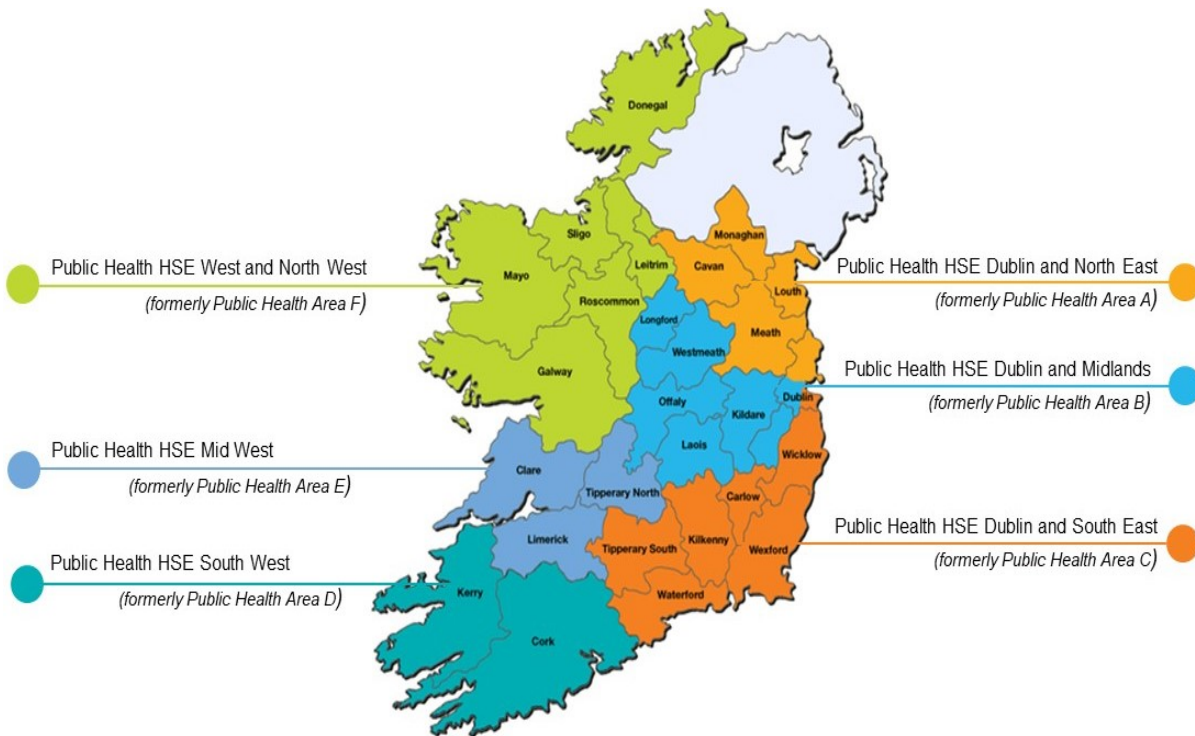 Donegal
Monaghan
Sligo
Leitrim
Cavan
Mayo
Louth
Roscommon
Longford
Meath
Westmeath
Galway
Offaly
Kildare
Dublin
Laois
Wicklow
Clare
Tipperary North
Carlow
Limerick
Tipperary South
Kilkenny
Wexford
Waterford
Kerry
Cork
Public Health HSE West and North West
(formerly Public Health Area F)
Public Health HSE Mid West
(formerly Public Health Area E)
Public Health HSE South West
(formerly Public Health Area D)
Public Health HSE Dublin and North East
(formerly Public Health Area A)
Public Health HSE Dublin and Midlands
(formerly Public Health Area B)
Public Health HSE Dublin and South East
(formerly Public Health Area C)